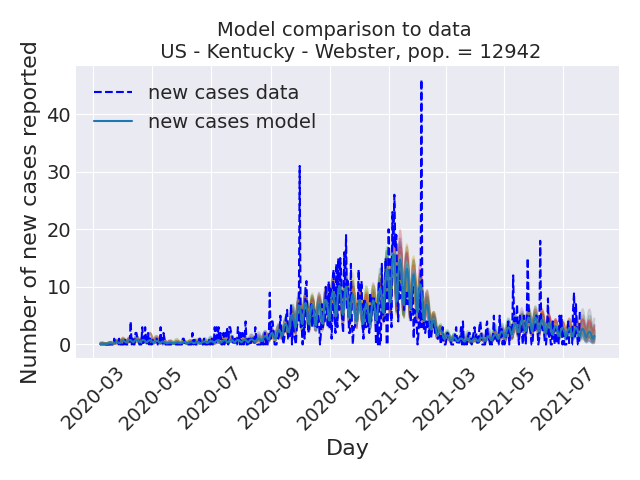 Model comparison to data
US - Kentucky - Webster, pop. = 12942
Number of new cases reported
new cases data
new cases model
40
30
20
10
0
2020-03
2020-05
2020-07
2020-09
2020-11
2021-01
2021-03
2021-05
2021-07
Day